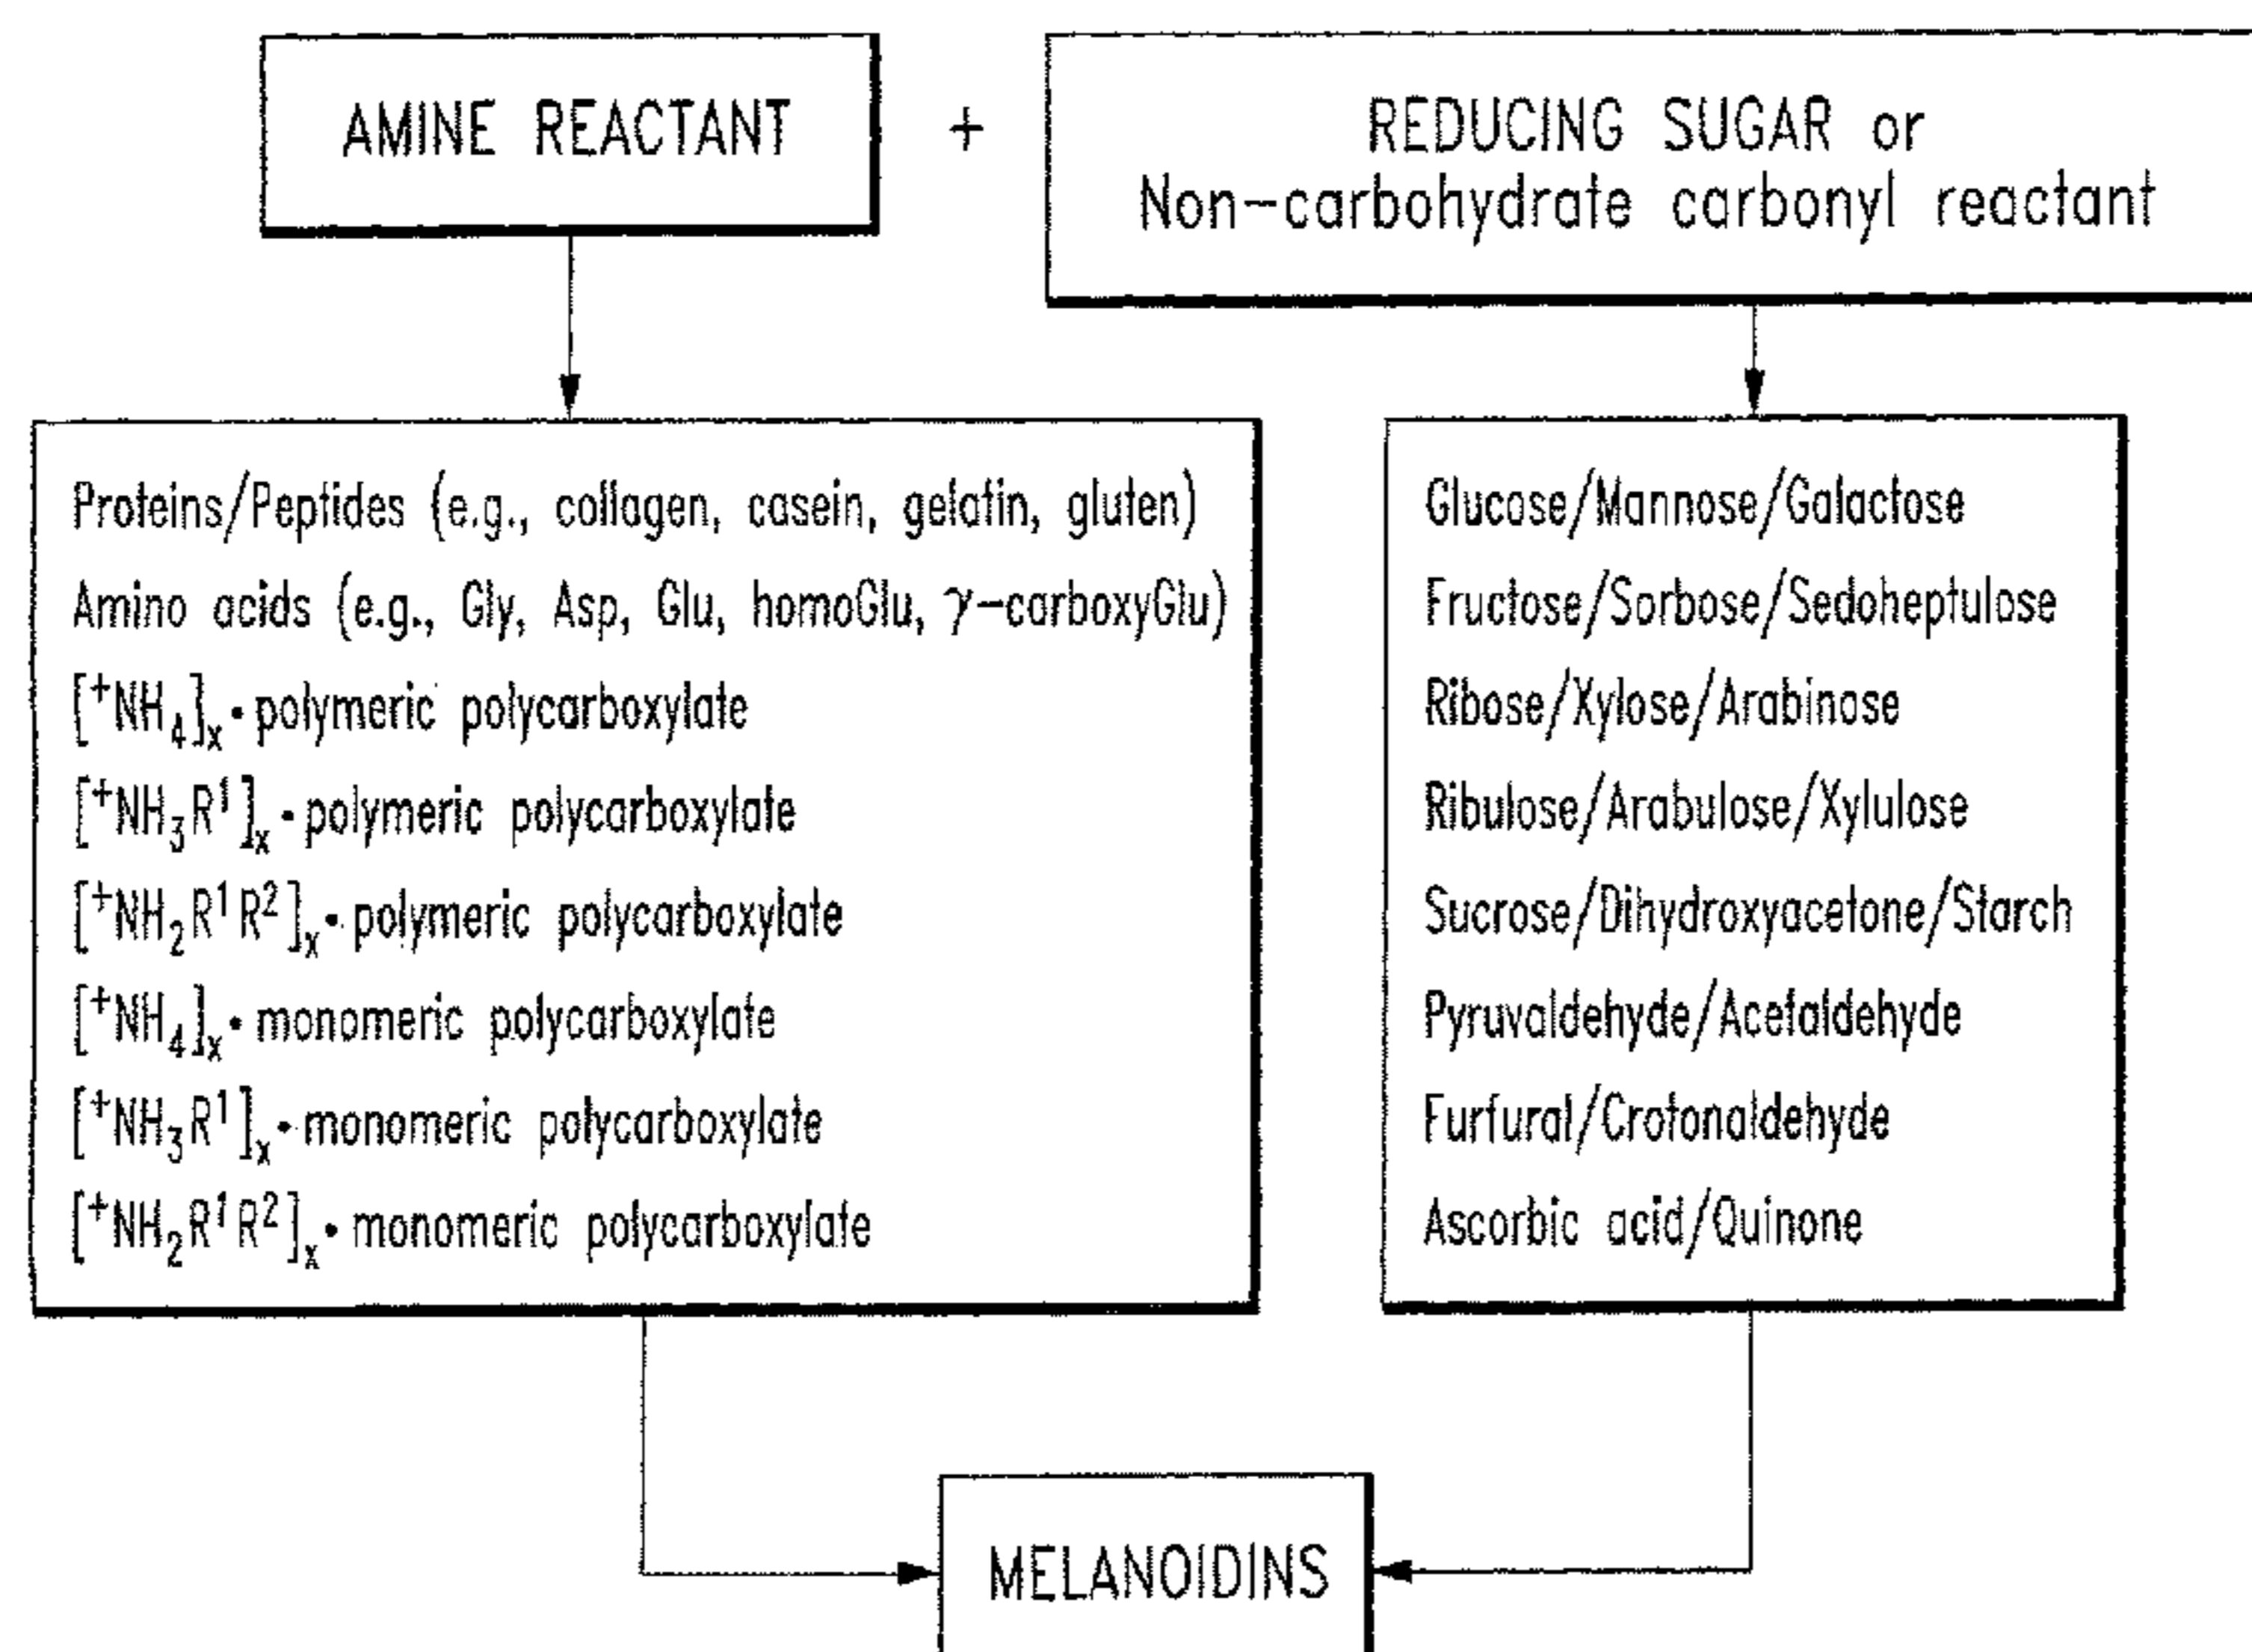 AMINE REACTANT
+
REDUCING SUGAR or
Non-carbohydrate carbonyl reactant
Proteins/Peptides (e.g., collagen, casein, gelatin, gluten)
Amino acids (e.g., Gly, Asp, Glu, homoGlu, γ-carboxyGlu)
[⁺NH₄]ₓ • polymeric polycarboxylate
[⁺NH₃R¹]ₓ • polymeric polycarboxylate
[⁺NH₂R¹R²]ₓ • polymeric polycarboxylate
[⁺NH₄]ₓ • monomeric polycarboxylate
[⁺NH₃R¹]ₓ • monomeric polycarboxylate
[⁺NH₂R¹R²]ₓ • monomeric polycarboxylate
Glucose/Mannose/Galactose
Fructose/Sorbose/Sedoheptulose
Ribose/Xylose/Arabinose
Ribulose/Arabulose/Xylulose
Sucrose/Dihydroxyacetone/Starch
Pyruvaldehyde/Acetaldehyde
Furfural/Crotonaldehyde
Ascorbic acid/Quinone
MELANOIDINS